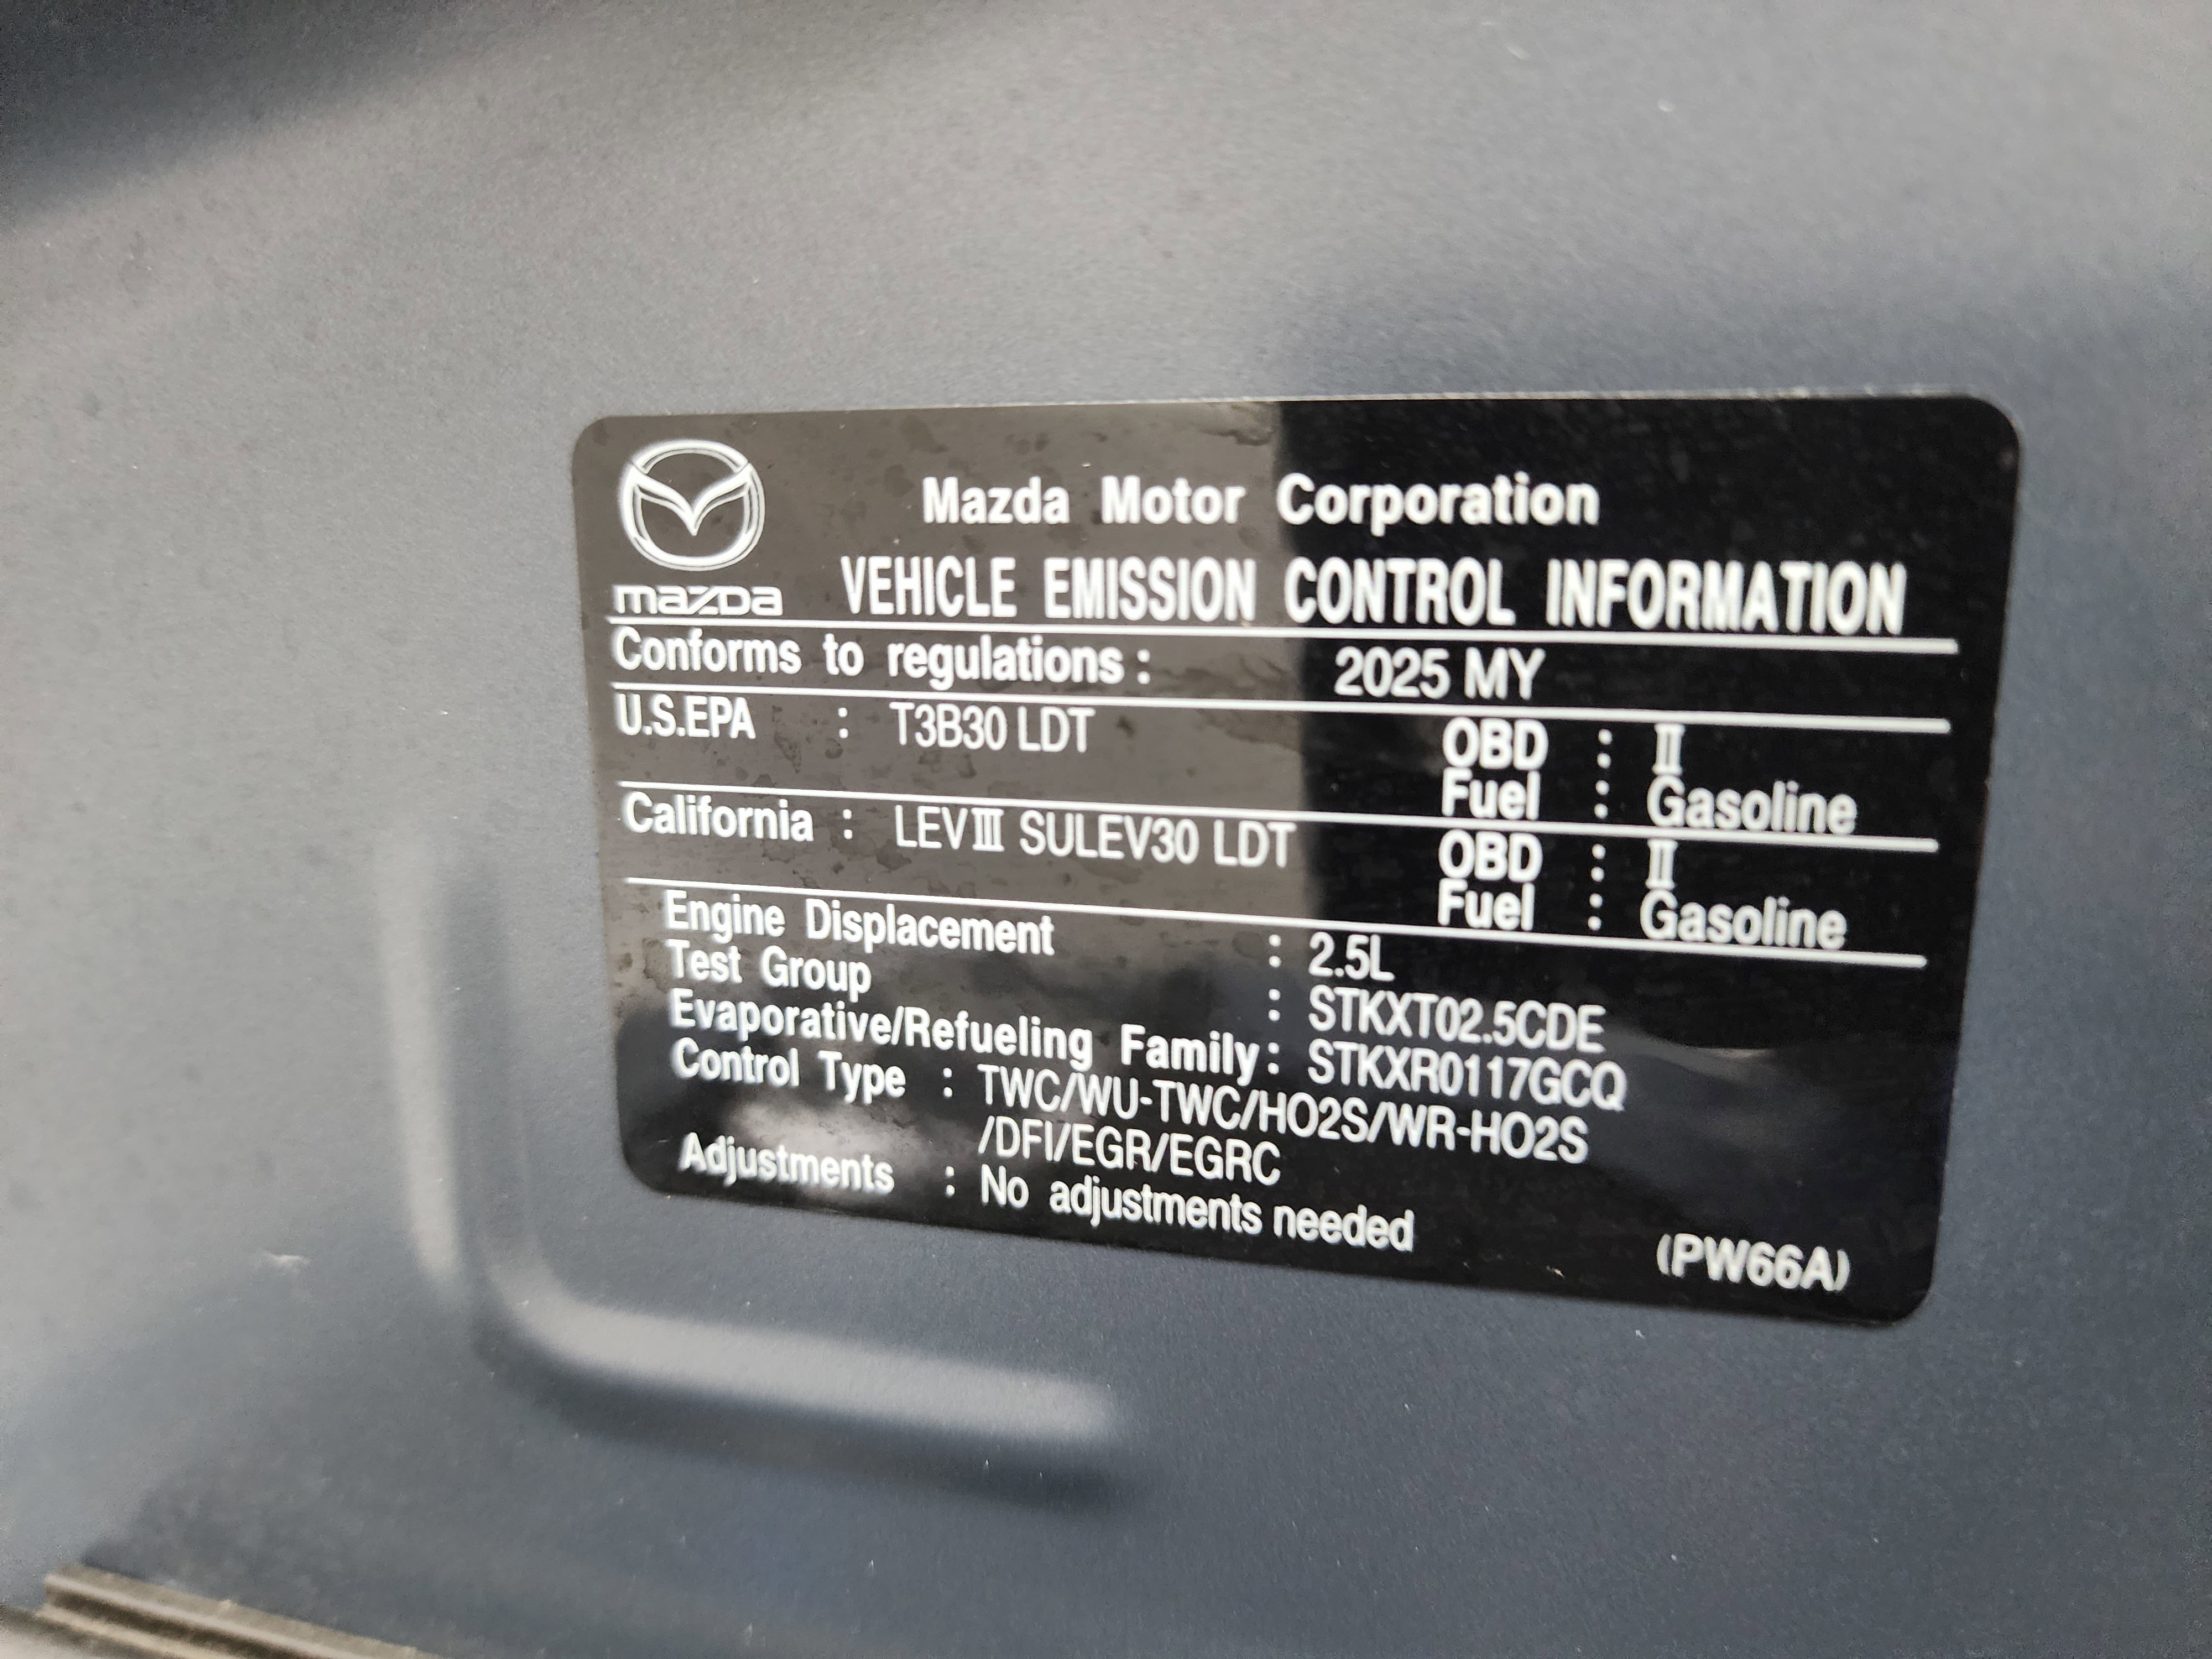 Mazda Motor Corporation
mazda VEHICLE EMISSION CONTROL INFORMATION
Conforms to regulations : 2025 MY
U.S.EPA : T3B30 LDT OBD : Ⅱ
Fuel : Gasoline
California : LEVⅢ SULEV30 LDT OBD : Ⅱ
Fuel : Gasoline
Engine Displacement : 2.5L
Test Group : STKXT02.5CDE
Evaporative/Refueling Family : STKXR0117GCQ
Control Type : TWC/WU-TWC/HO2S/WR-HO2S
/DFI/EGR/EGRC
Adjustments : No adjustments needed
(PW66A)